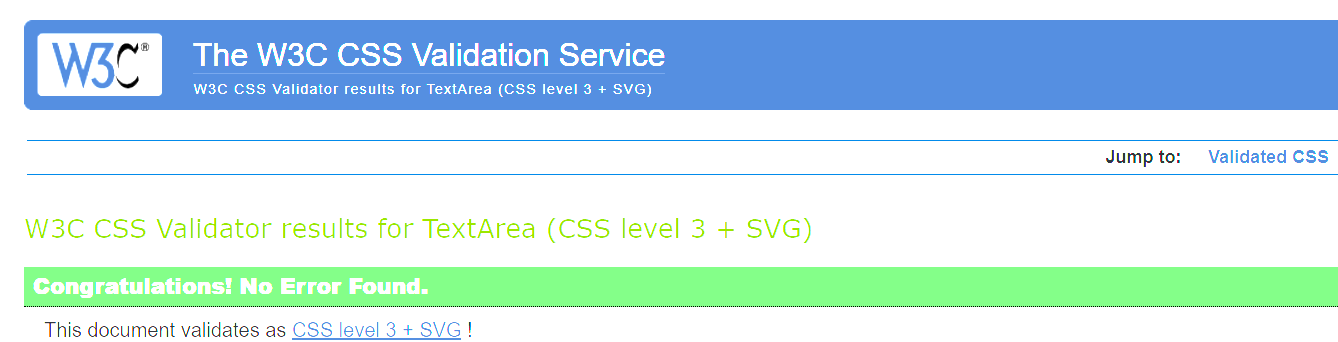 W3C®
The W3C CSS Validation Service
W3C CSS Validator results for TextArea (CSS level 3 + SVG)
Jump to: Validated CSS
W3C CSS Validator results for TextArea (CSS level 3 + SVG)
Congratulations! No Error Found.
This document validates as CSS level 3 + SVG !